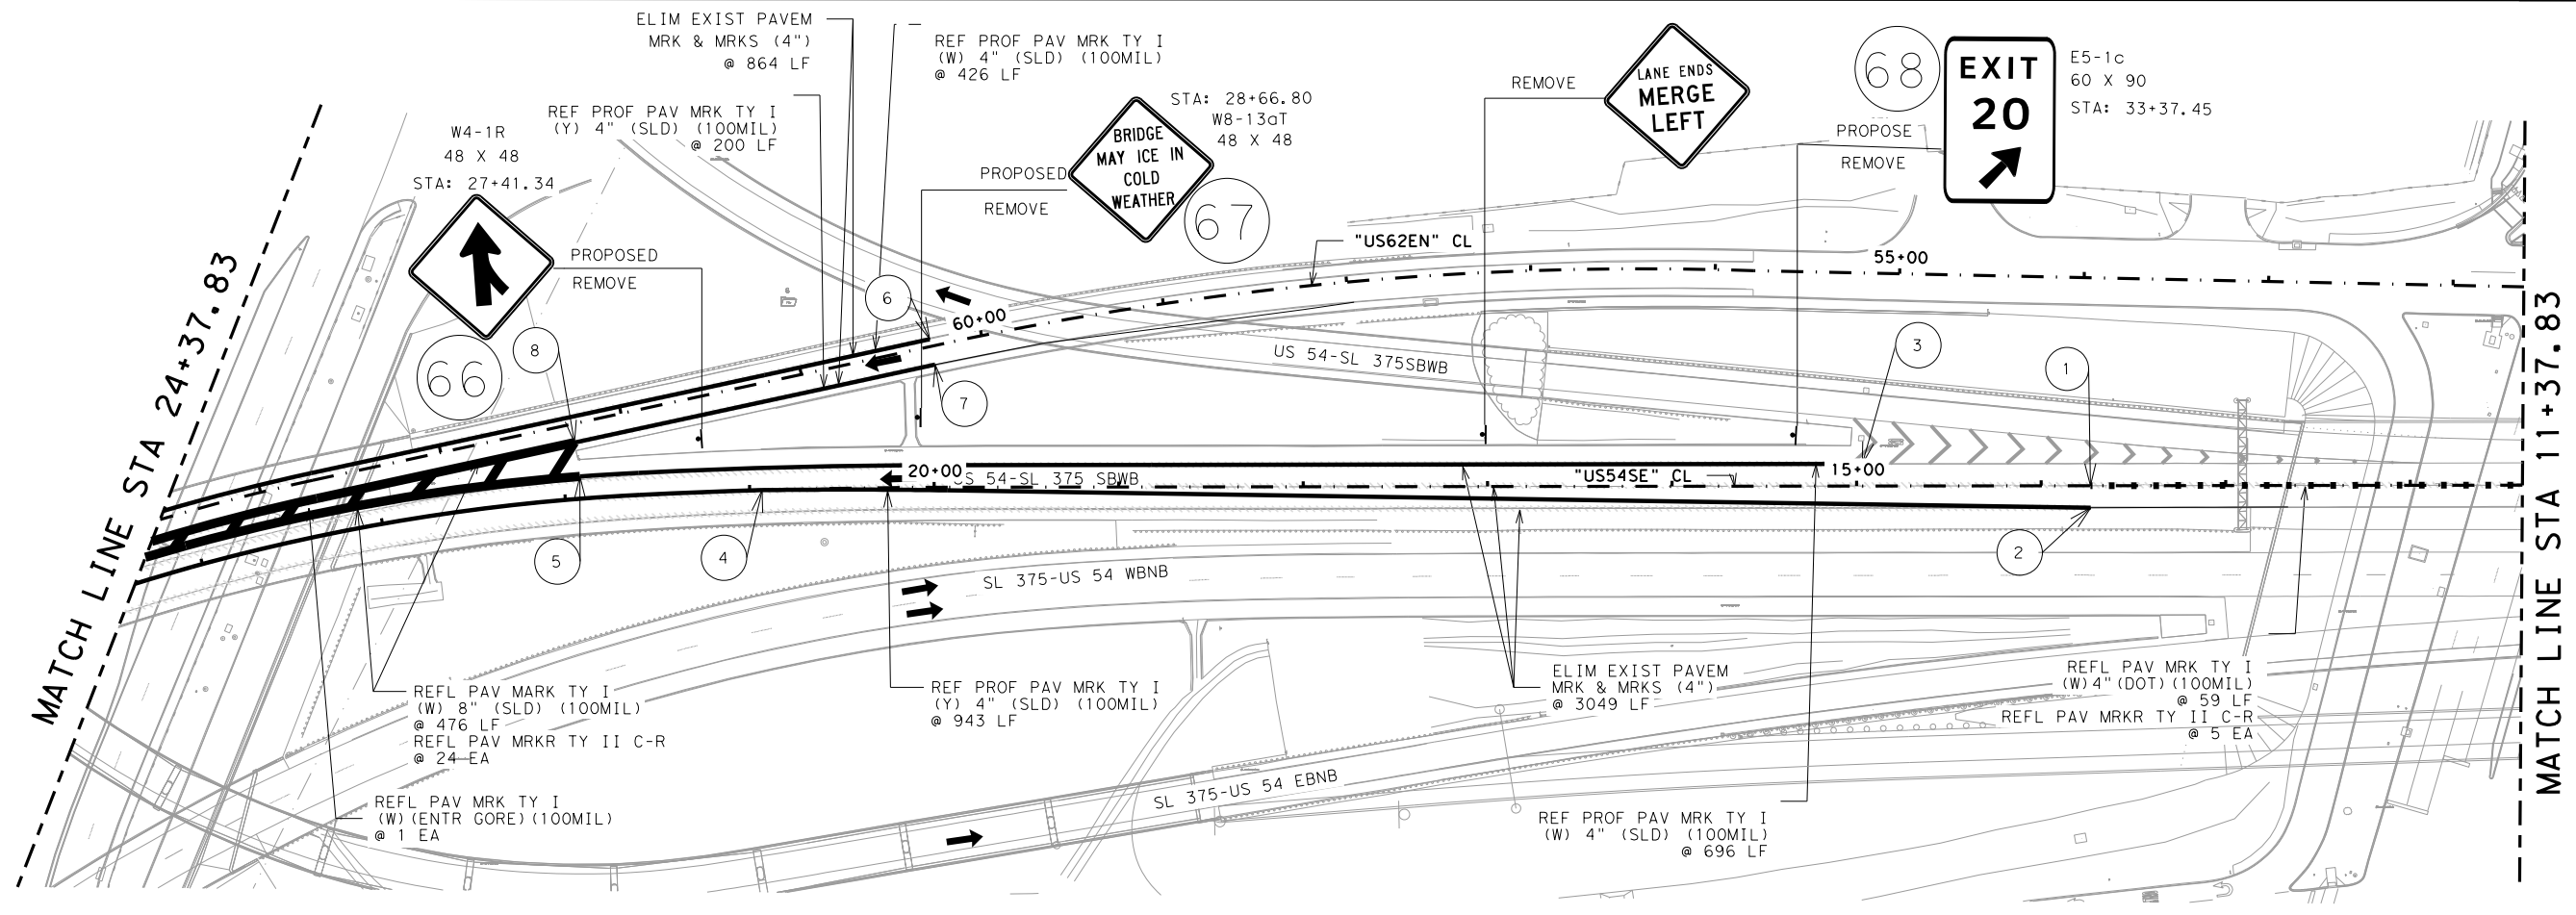 ELIM EXIST PAVEM
MRK & MRKS (4")
@ 864 LF
REF PROF PAV MRK TY I
(W) 4" (SLD) (100MIL)
@ 426 LF
REF PROF PAV MRK TY I
(Y) 4" (SLD) (100MIL)
@ 200 LF
W4-1R
48 X 48
STA: 27+41.34
PROPOSED
REMOVE
66
8
STA: 28+66.80
W8-13aT
48 X 48
BRIDGE
MAY ICE IN
COLD
WEATHER
PROPOSED
REMOVE
67
REMOVE
LANE ENDS
MERGE
LEFT
68
EXIT
20
E5-1c
60 X 90
STA: 33+37.45
PROPOSE
REMOVE
"US62EN" CL
55+00
6
60+00
7
US 54-SL 375SBWB
3
1
MATCH LINE STA 24+37.83
MATCH LINE STA 11+37.83
20+00
US 54-SL 375 SBWB
"US54SE" CL
15+00
5
4
2
SL 375-US 54 WBNB
REFL PAV MARK TY I
(W) 8" (SLD) (100MIL)
@ 476 LF
REFL PAV MRKR TY II C-R
@ 24 EA
REF PROF PAV MRK TY I
(Y) 4" (SLD) (100MIL)
@ 943 LF
ELIM EXIST PAVEM
MRK & MRKS (4")
@ 3049 LF
REFL PAV MRK TY I
(W)4"(DOT)(100MIL)
@ 59 LF
REFL PAV MRKR TY II C-R
@ 5 EA
SL 375-US 54 EBNB
REFL PAV MRK TY I
(W)(ENTR GORE)(100MIL)
@ 1 EA
REF PROF PAV MRK TY I
(W) 4" (SLD) (100MIL)
@ 696 LF